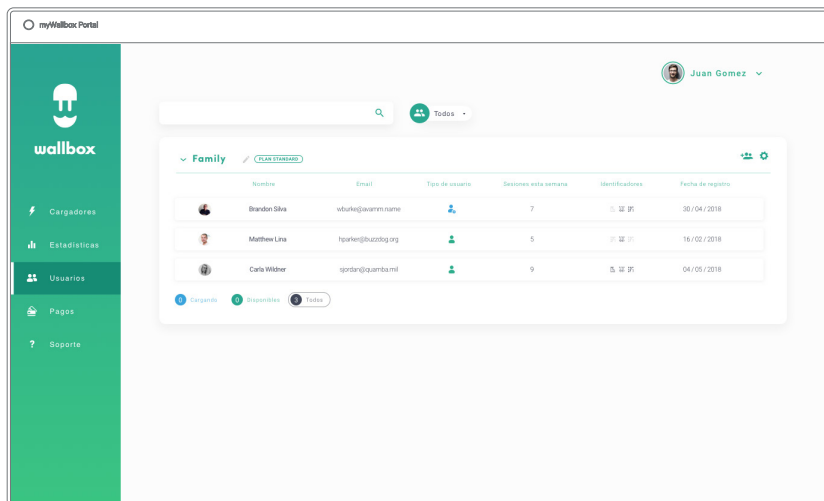 myWallbox Portal
Juan Gomez
Todos
wallbox
Family
PLAN STANDARD
Nombre Email Tipo de usuario Sesiones esta semana Identificadores Fecha de registro
Brandon Silva wburke@avamm.name 7 30 / 04 / 2018
Matthew Lina hparker@buzzdog.org 5 16 / 02 / 2018
Carla Wildner sjordan@quamba.mil 9 04 / 05 / 2018
0 Cargando 0 Disponibles 3 Todos
Cargadores
Estadísticas
Usuarios
Pagos
? Soporte